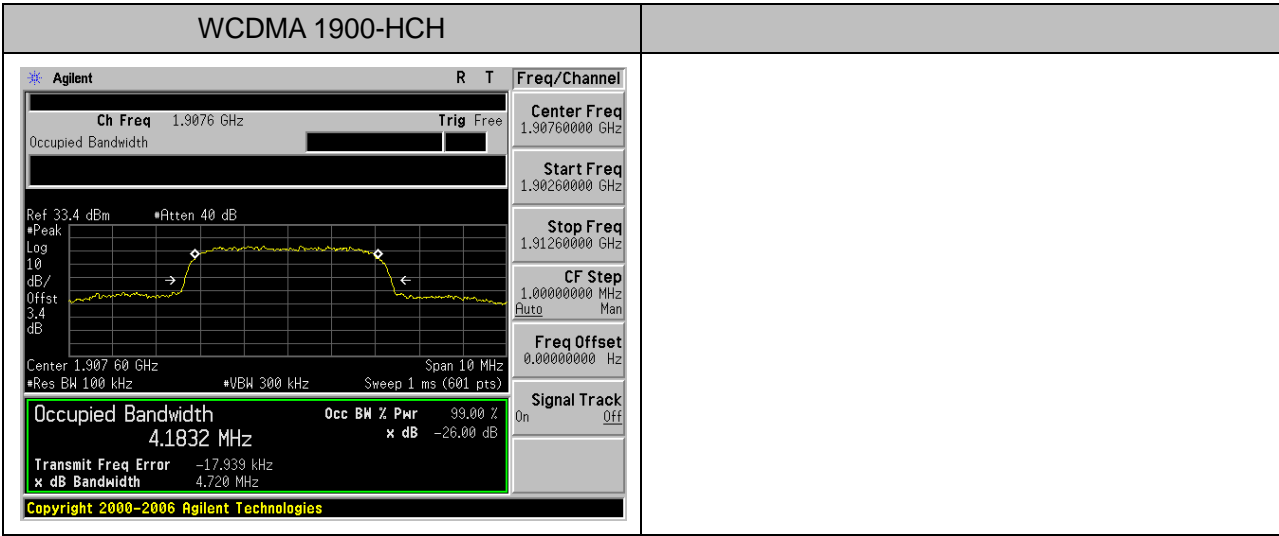 WCDMA 1900-HCH
Agilent R T Freq/Channel
Ch Freq 1.9076 GHz Trig Free
Occupied Bandwidth
Center Freq
1.90760000 GHz
Start Freq
1.90260000 GHz
Stop Freq
1.91260000 GHz
CF Step
1.00000000 MHz
Auto Man
Freq Offset
0.00000000 Hz
Signal Track
On Off
Ref 33.4 dBm #Atten 40 dB
#Peak
Log
10
dB/
Offst
3.4
dB
Center 1.907 60 GHz Span 10 MHz
#Res BW 100 kHz #VBW 300 kHz Sweep 1 ms (601 pts)
Occupied Bandwidth Occ BW % Pwr 99.00 %
4.1832 MHz x dB -26.00 dB
Transmit Freq Error -17.939 kHz
x dB Bandwidth 4.720 MHz
Copyright 2000-2006 Agilent Technologies